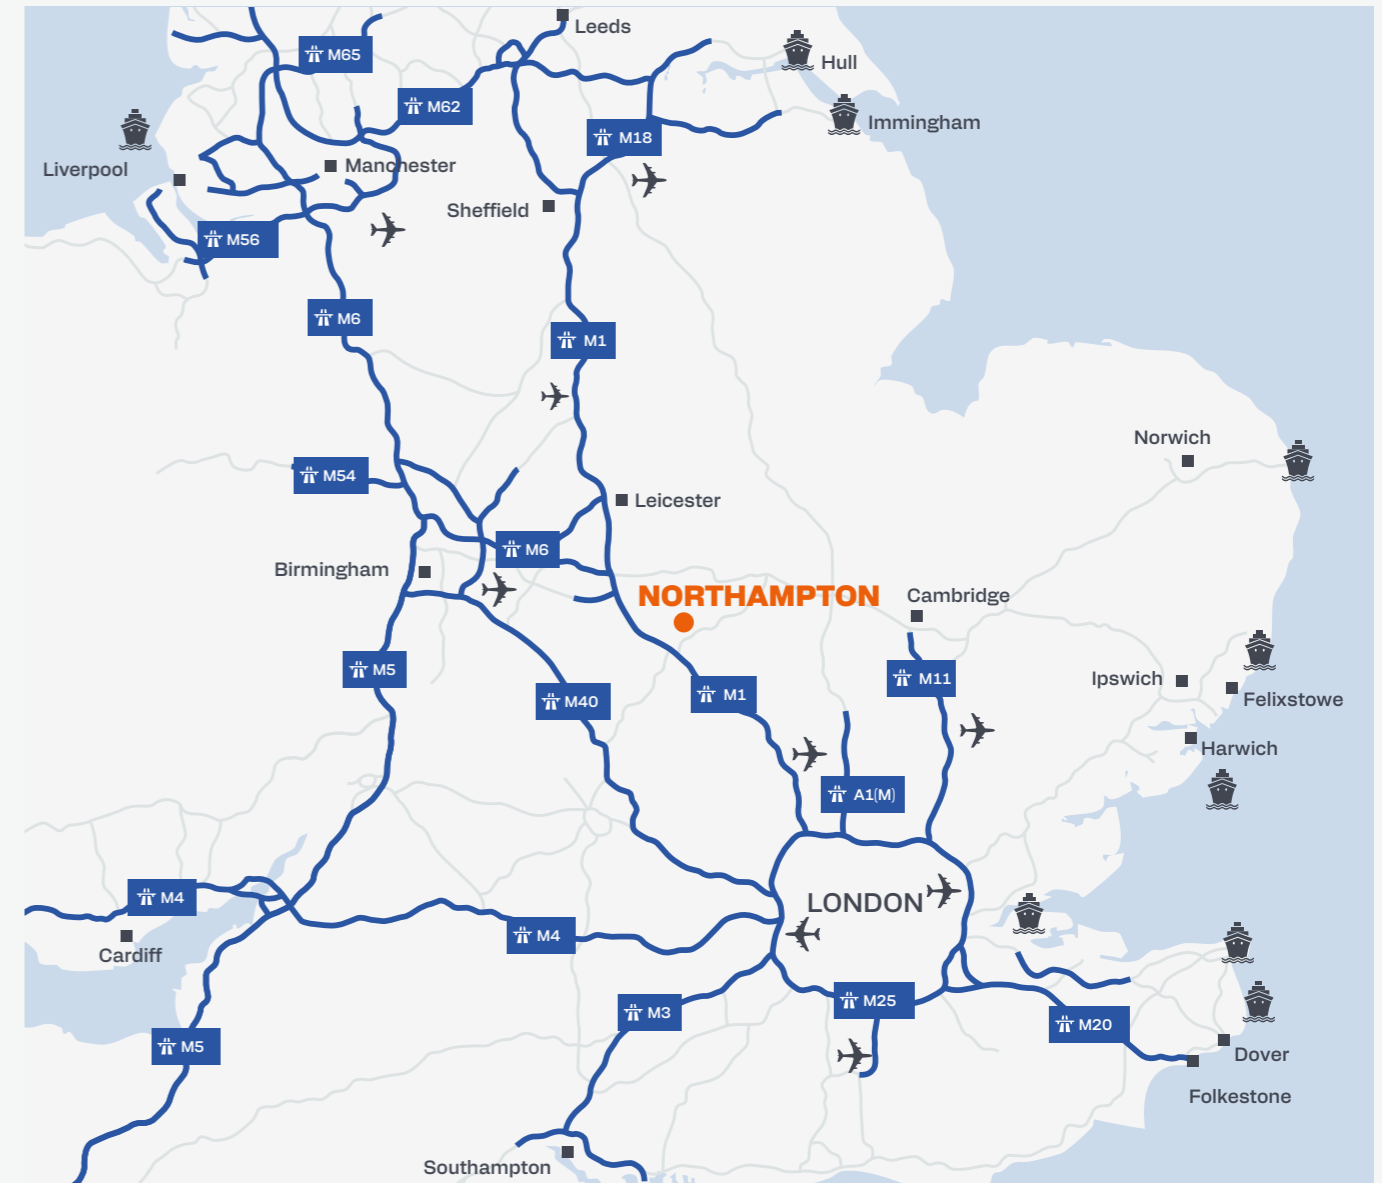 Leeds
M65
Hull
M62
Immingham
M18
Liverpool
Manchester
Sheffield
M56
M6
M1
Norwich
M54
Leicester
M6
Birmingham
NORTHAMPTON
Cambridge
M5
M11
Ipswich
M40
M1
Felixstowe
Harwich
A1(M)
M4
LONDON
M4
Cardiff
M25
M3
M20
M5
Dover
Folkestone
Southampton